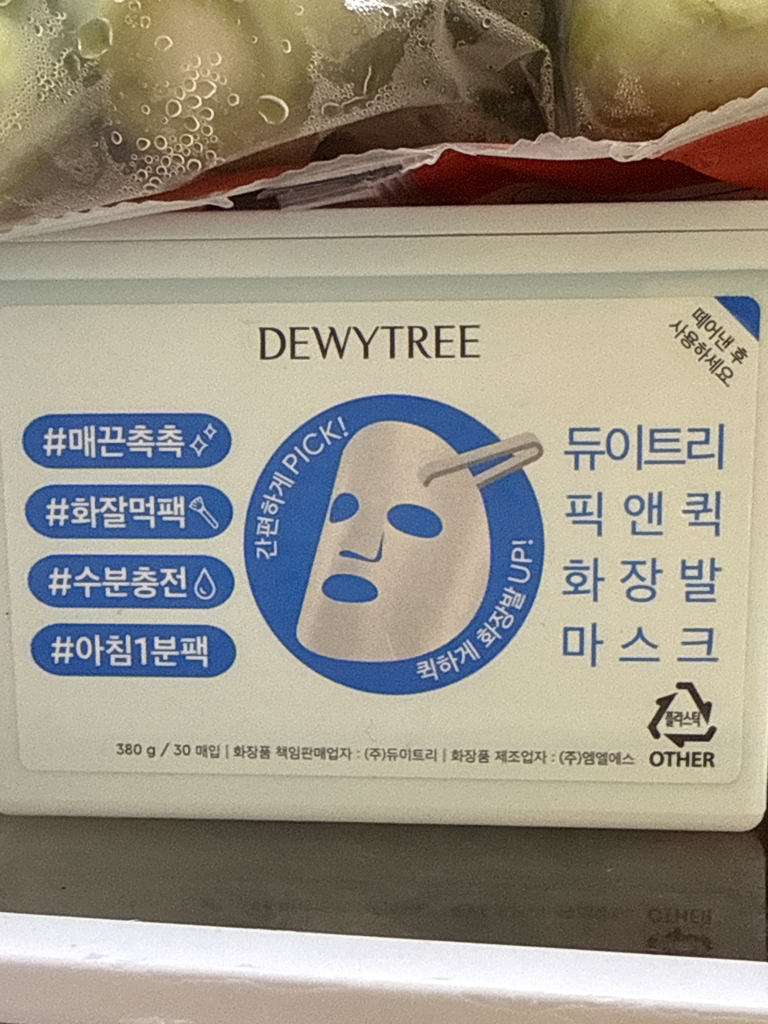 DEWYTREE
떼어낸 후
사용하세요
#매끈촉촉
#화잘먹팩
#수분충전
#아침1분팩
간편하게 PICK!
퀵하게 화장발 UP!
듀이트리
픽앤퀵
화장발
마스크
플라스틱
OTHER
380 g / 30 매입 | 화장품 책임판매업자 : (주)듀이트리 | 화장품 제조업자 : (주)엠엘에스